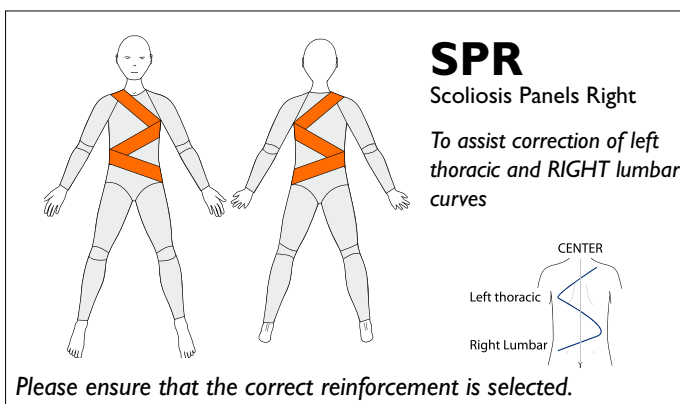 SPR
Scoliosis Panels Right
To assist correction of left
thoracic and RIGHT lumbar
curves
CENTER
Left thoracic
Right Lumbar
Please ensure that the correct reinforcement is selected.